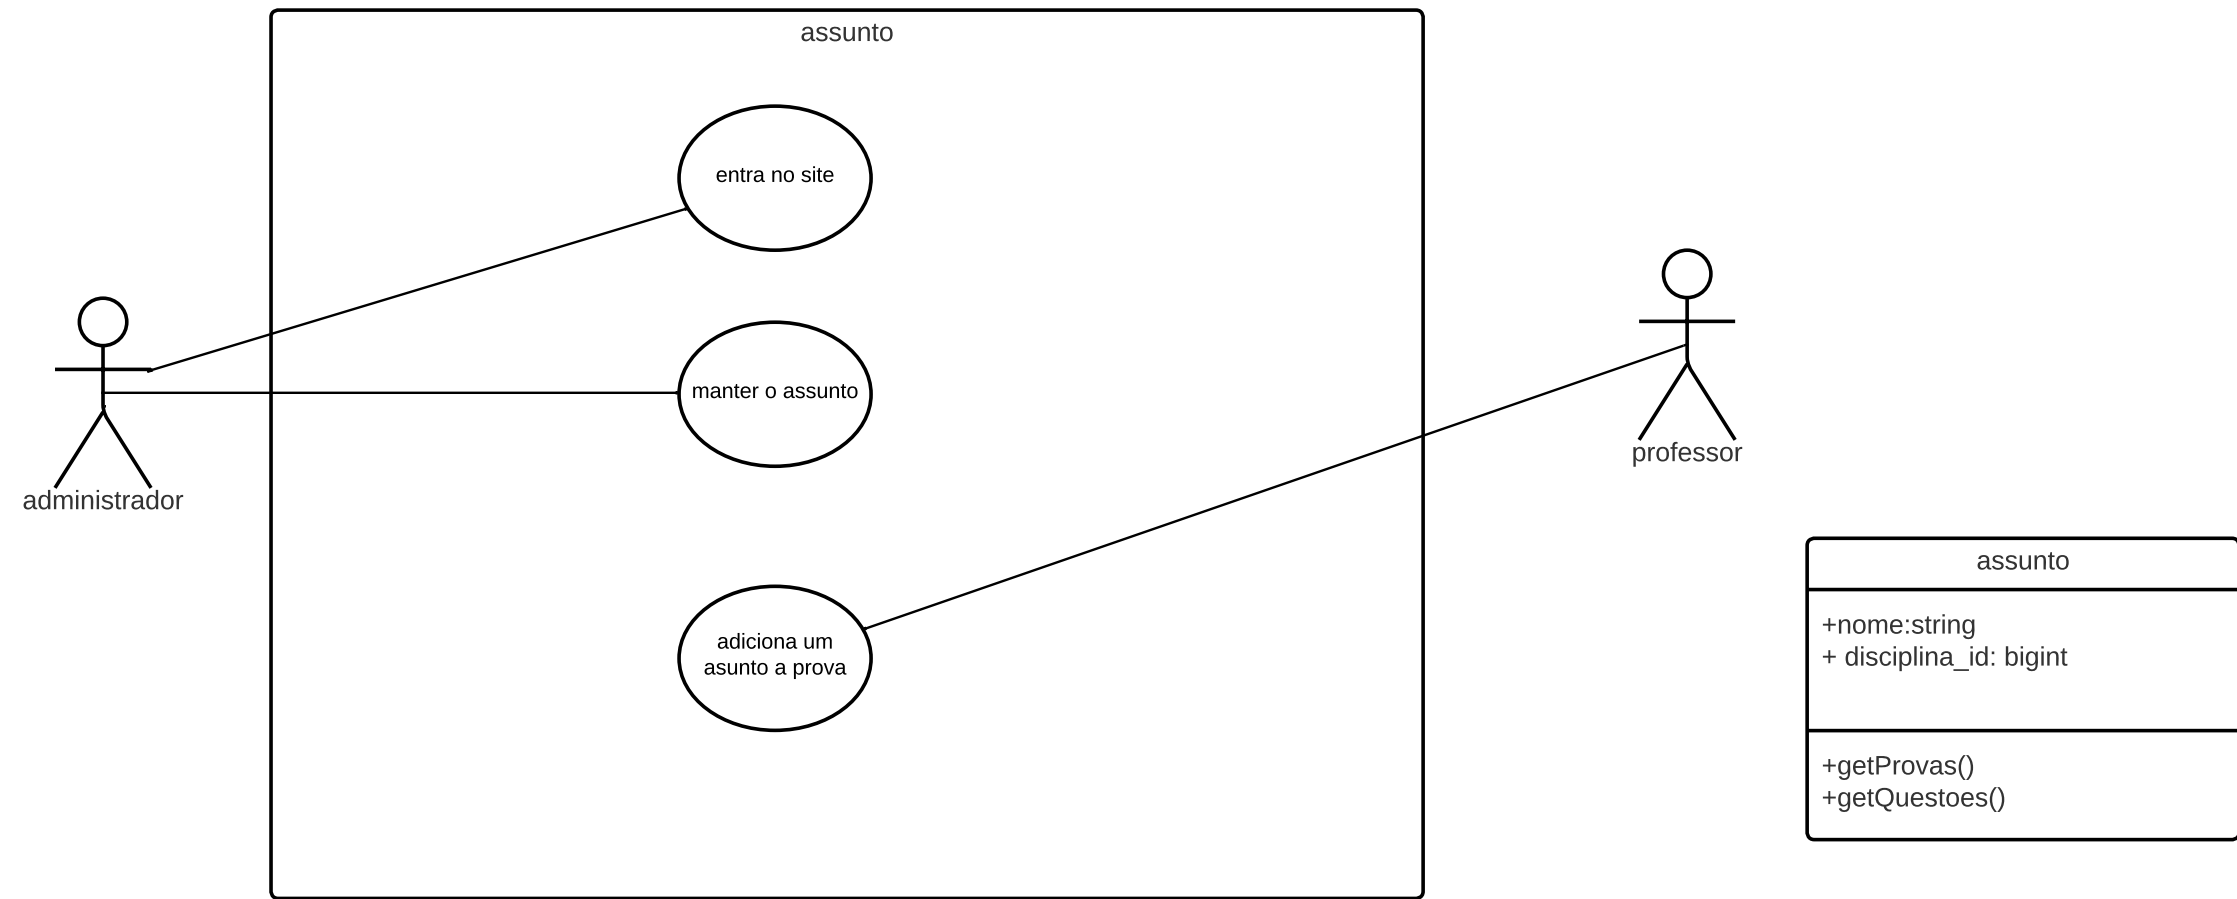 assunto
entra no site
manter o assunto
adiciona um
asunto a prova
administrador
professor
assunto
+nome:string
+ disciplina_id: bigint
+getProvas()
+getQuestoes()